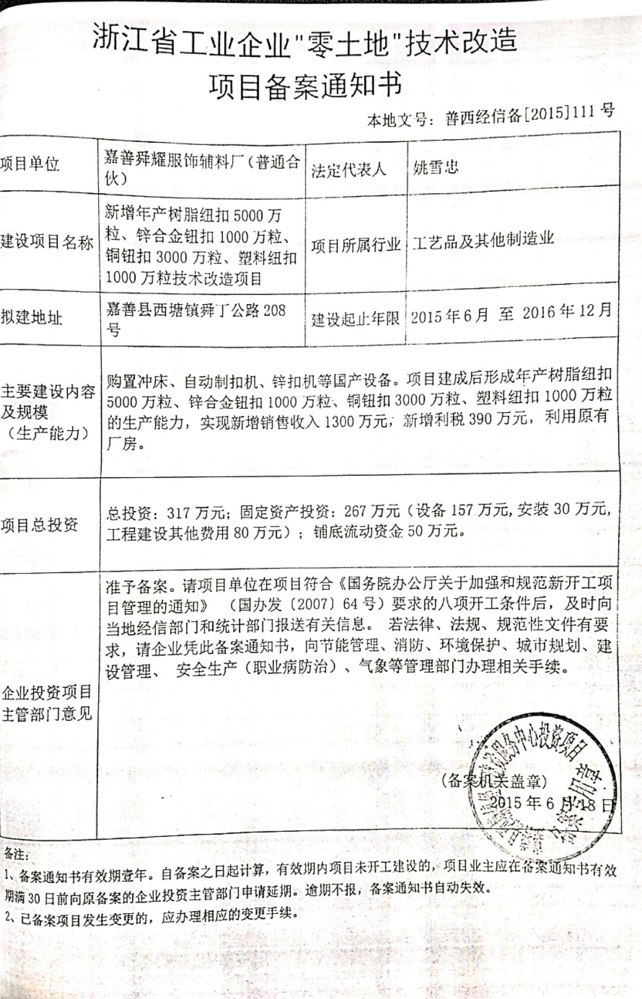 浙江省工业企业"零土地"技术改造
项目备案通知书
本地文号：善西经信备[2015]111 号
项目单位
嘉善舜耀服饰辅料厂（普通合
伙）
法定代表人
姚雪忠
建设项目名称
新增年产树脂纽扣 5000 万
粒、锌合金钮扣 1000 万粒、
铜钮扣 3000 万粒、塑料纽扣
1000 万粒技术改造项目
项目所属行业
工艺品及其他制造业
拟建地址
嘉善县西塘镇舜丁公路 208
号
建设起止年限
2015 年 6 月 至 2016 年 12 月
主要建设内容
及规模
（生产能力）
购置冲床、自动制扣机、锌扣机等国产设备。项目建成后形成年产树脂纽扣
5000 万粒、锌合金钮扣 1000 万粒、铜钮扣 3000 万粒、塑料纽扣 1000 万粒
的生产能力，实现新增销售收入 1300 万元，新增利税 390 万元，利用原有
厂房。
项目总投资
总投资：317 万元；固定资产投资：267 万元（设备 157 万元,安装 30 万元,
工程建设其他费用 80 万元）；铺底流动资金 50 万元。
企业投资项目
主管部门意见
准予备案。请项目单位在项目符合《国务院办公厅关于加强和规范新开工项
目管理的通知》（国办发〔2007〕64 号）要求的八项开工条件后，及时向
当地经信部门和统计部门报送有关信息。 若法律、法规、规范性文件有要
求，请企业凭此备案通知书，向节能管理、消防、环境保护、城市规划、建
设管理、 安全生产（职业病防治）、气象等管理部门办理相关手续。
服务中心投资项目
备案专用章
（备案机关盖章）
2015 年 6 月 18 日
备注：
1、备案通知书有效期壹年。自备案之日起计算，有效期内项目未开工建设的，项目业主应在备案通知书有效
期满 30 日前向原备案的企业投资主管部门申请延期。逾期不报，备案通知书自动失效。
2、已备案项目发生变更的，应办理相应的变更手续。